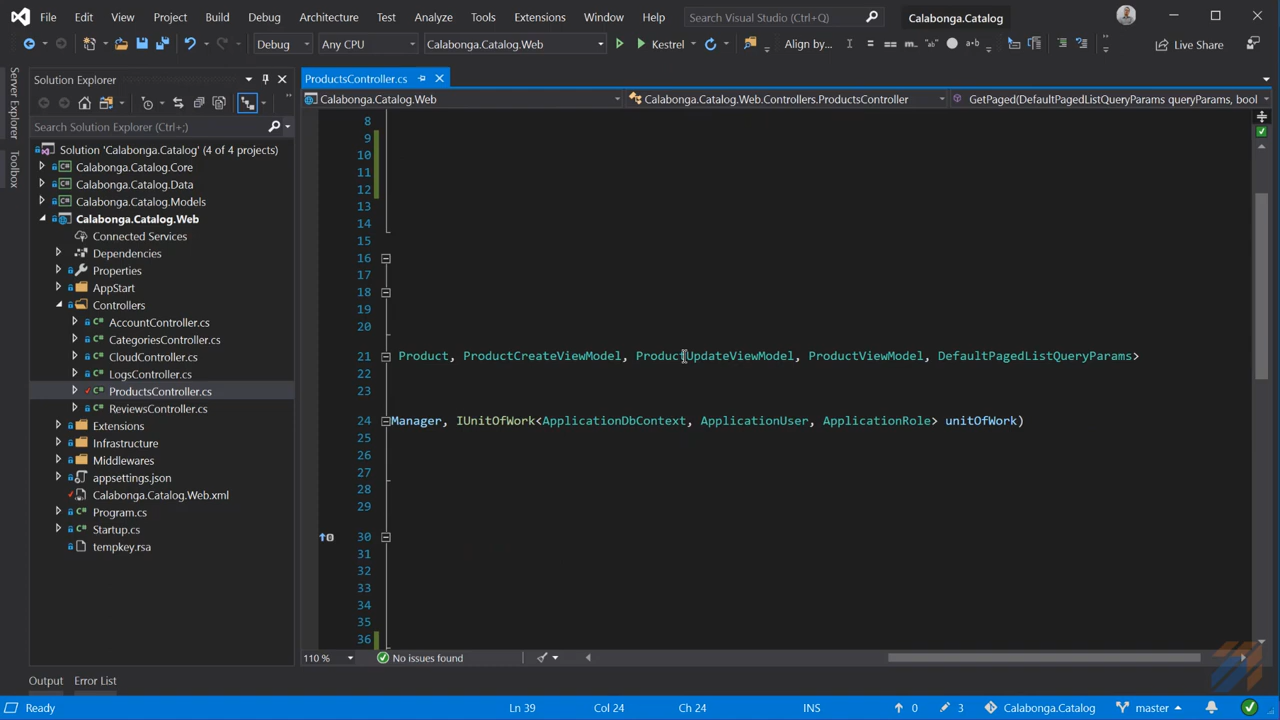 File Edit View Project Build Debug Architecture Test Analyze Tools Extensions Window Help Search Visual Studio (Ctrl+Q) Calabonga.Catalog
Debug Any CPU Calabonga.Catalog.Web Kestrel Align by... Live Share
Server Explorer
Toolbox
Solution Explorer
Search Solution Explorer (Ctrl+;)
Solution 'Calabonga.Catalog' (4 of 4 projects)
Calabonga.Catalog.Core
Calabonga.Catalog.Data
Calabonga.Catalog.Models
Calabonga.Catalog.Web
Connected Services
Dependencies
Properties
AppStart
Controllers
AccountController.cs
CategoriesController.cs
CloudController.cs
LogsController.cs
ProductsController.cs
ReviewsController.cs
Extensions
Infrastructure
Middlewares
appsettings.json
Calabonga.Catalog.Web.xml
Program.cs
Startup.cs
tempkey.rsa
ProductsController.cs
Calabonga.Catalog.Web Calabonga.Catalog.Web.Controllers.ProductsController GetPaged(DefaultPagedListQueryParams queryParams, bool
8
9
10
11
12
13
14
15
16
17
18
19
20
21 Product, ProductCreateViewModel, ProductUpdateViewModel, ProductViewModel, DefaultPagedListQueryParams>
22
23
24 Manager, IUnitOfWork<ApplicationDbContext, ApplicationUser, ApplicationRole> unitOfWork)
25
26
27
28
29
30
31
32
33
34
35
36
110 % No issues found
Output Error List
Ready Ln 39 Col 24 Ch 24 INS 0 3 Calabonga.Catalog master